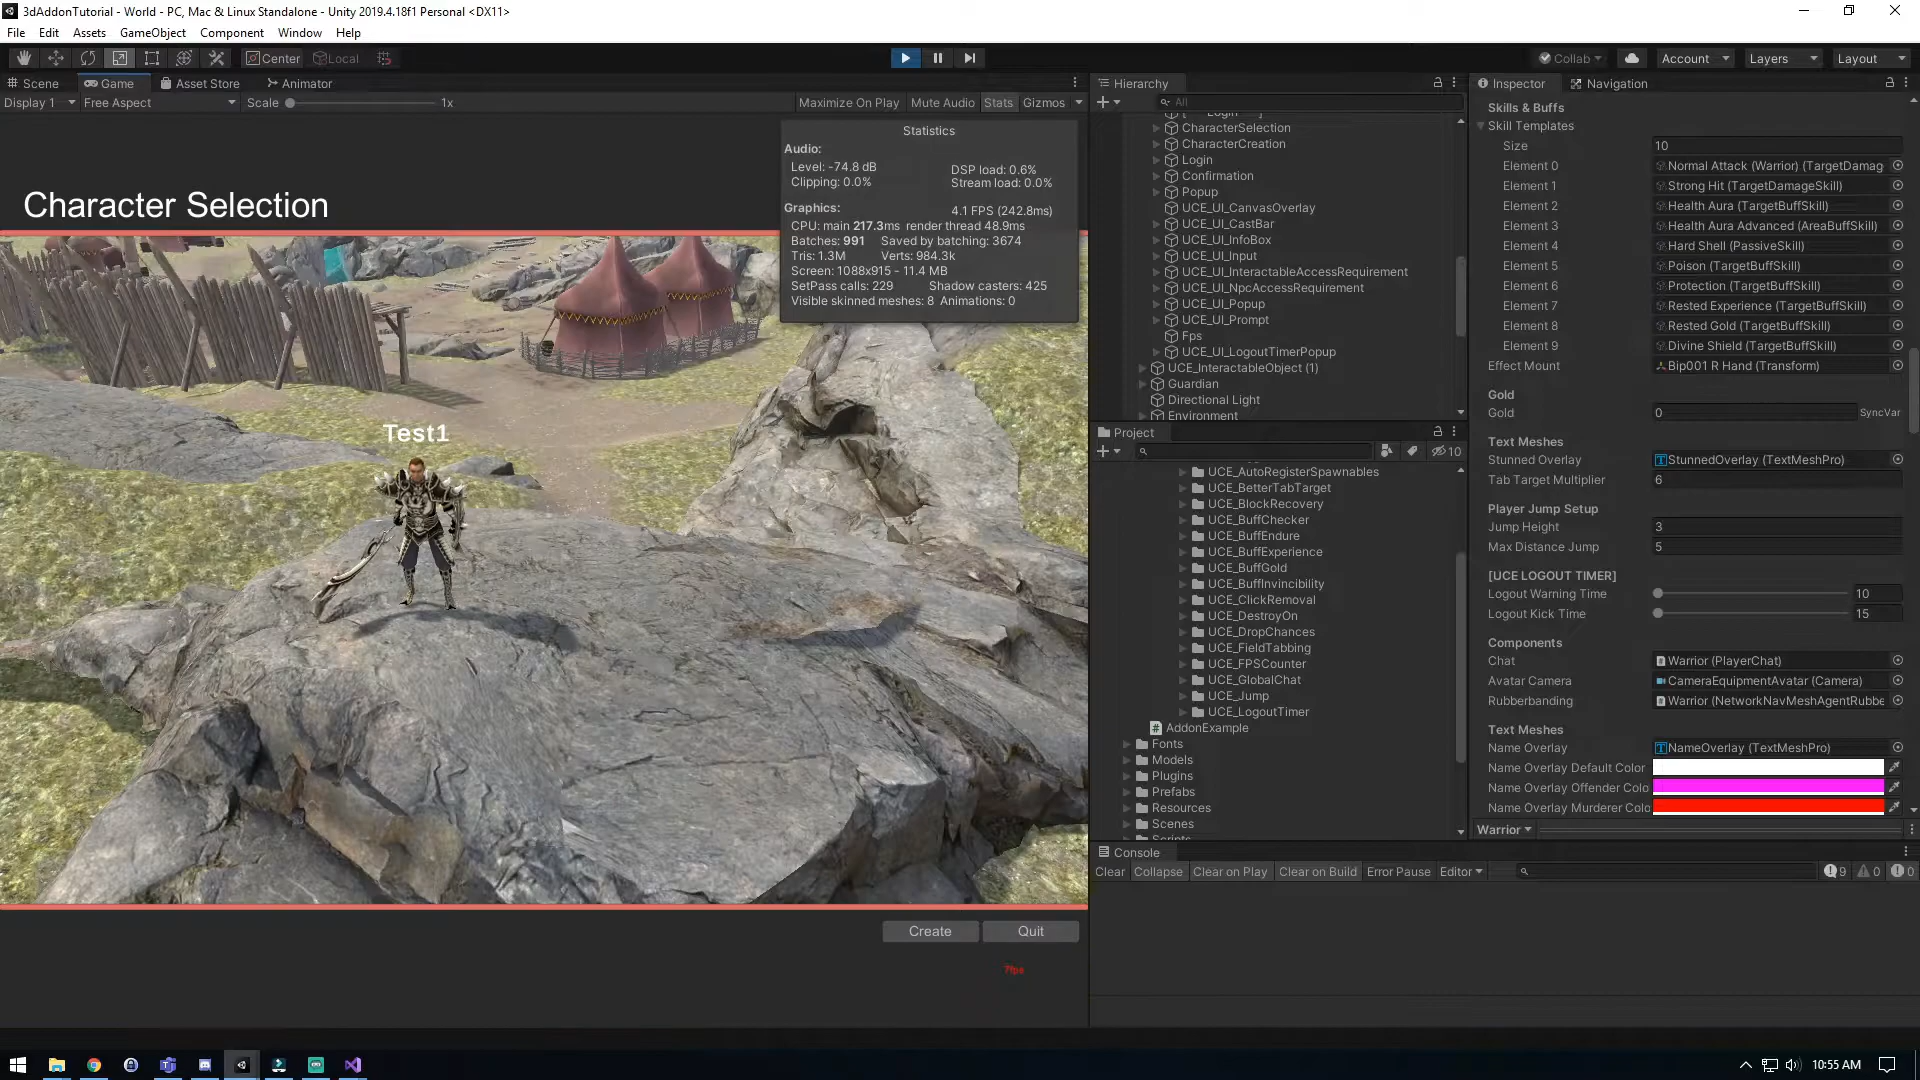 3dAddonTutorial - World - PC, Mac & Linux Standalone - Unity 2019.4.18f1 Personal <DX11>
File Edit Assets GameObject Component Window Help
Center Local Collab Account Layers Layout
Scene Game Asset Store Animator
Display 1 Free Aspect Scale 1x Maximize On Play Mute Audio Stats Gizmos
Character Selection
Statistics
Audio:
Level: -74.8 dB DSP load: 0.6%
Clipping: 0.0% Stream load: 0.0%
Graphics: 4.1 FPS (242.8ms)
CPU: main 217.3ms render thread 48.9ms
Batches: 991 Saved by batching: 3674
Tris: 1.3M Verts: 984.3k
Screen: 1088x915 - 11.4 MB
SetPass calls: 229 Shadow casters: 425
Visible skinned meshes: 8 Animations: 0
Test1
Create Quit
7fps
Hierarchy
All
CharacterSelection
CharacterCreation
Login
Confirmation
Popup
UCE_UI_CanvasOverlay
UCE_UI_CastBar
UCE_UI_InfoBox
UCE_UI_Input
UCE_UI_InteractableAccessRequirement
UCE_UI_NpcAccessRequirement
UCE_UI_Popup
UCE_UI_Prompt
Fps
UCE_UI_LogoutTimerPopup
UCE_InteractableObject (1)
Guardian
Directional Light
Environment
Project
10
UCE_AutoRegisterSpawnables
UCE_BetterTabTarget
UCE_BlockRecovery
UCE_BuffChecker
UCE_BuffEndure
UCE_BuffExperience
UCE_BuffGold
UCE_BuffInvincibility
UCE_ClickRemoval
UCE_DestroyOn
UCE_DropChances
UCE_FieldTabbing
UCE_FPSCounter
UCE_GlobalChat
UCE_Jump
UCE_LogoutTimer
AddonExample
Fonts
Models
Plugins
Prefabs
Resources
Scenes
Scripts
Console
Clear Collapse Clear on Play Clear on Build Error Pause Editor 9 0 0
Inspector Navigation
Skills & Buffs
Skill Templates
Size 10
Element 0 Normal Attack (Warrior) (TargetDamag
Element 1 Strong Hit (TargetDamageSkill)
Element 2 Health Aura (TargetBuffSkill)
Element 3 Health Aura Advanced (AreaBuffSkill)
Element 4 Hard Shell (PassiveSkill)
Element 5 Poison (TargetBuffSkill)
Element 6 Protection (TargetBuffSkill)
Element 7 Rested Experience (TargetBuffSkill)
Element 8 Rested Gold (TargetBuffSkill)
Element 9 Divine Shield (TargetBuffSkill)
Effect Mount Bip001 R Hand (Transform)
Gold
Gold 0 SyncVar
Text Meshes
Stunned Overlay StunnedOverlay (TextMeshPro)
Tab Target Multiplier 6
Player Jump Setup
Jump Height 3
Max Distance Jump 5
[UCE LOGOUT TIMER]
Logout Warning Time 10
Logout Kick Time 15
Components
Chat Warrior (PlayerChat)
Avatar Camera CameraEquipmentAvatar (Camera)
Rubberbanding Warrior (NetworkNavMeshAgentRubbe
Text Meshes
Name Overlay NameOverlay (TextMeshPro)
Name Overlay Default Color
Name Overlay Offender Colo
Name Overlay Murderer Colo
Warrior
10:55 AM